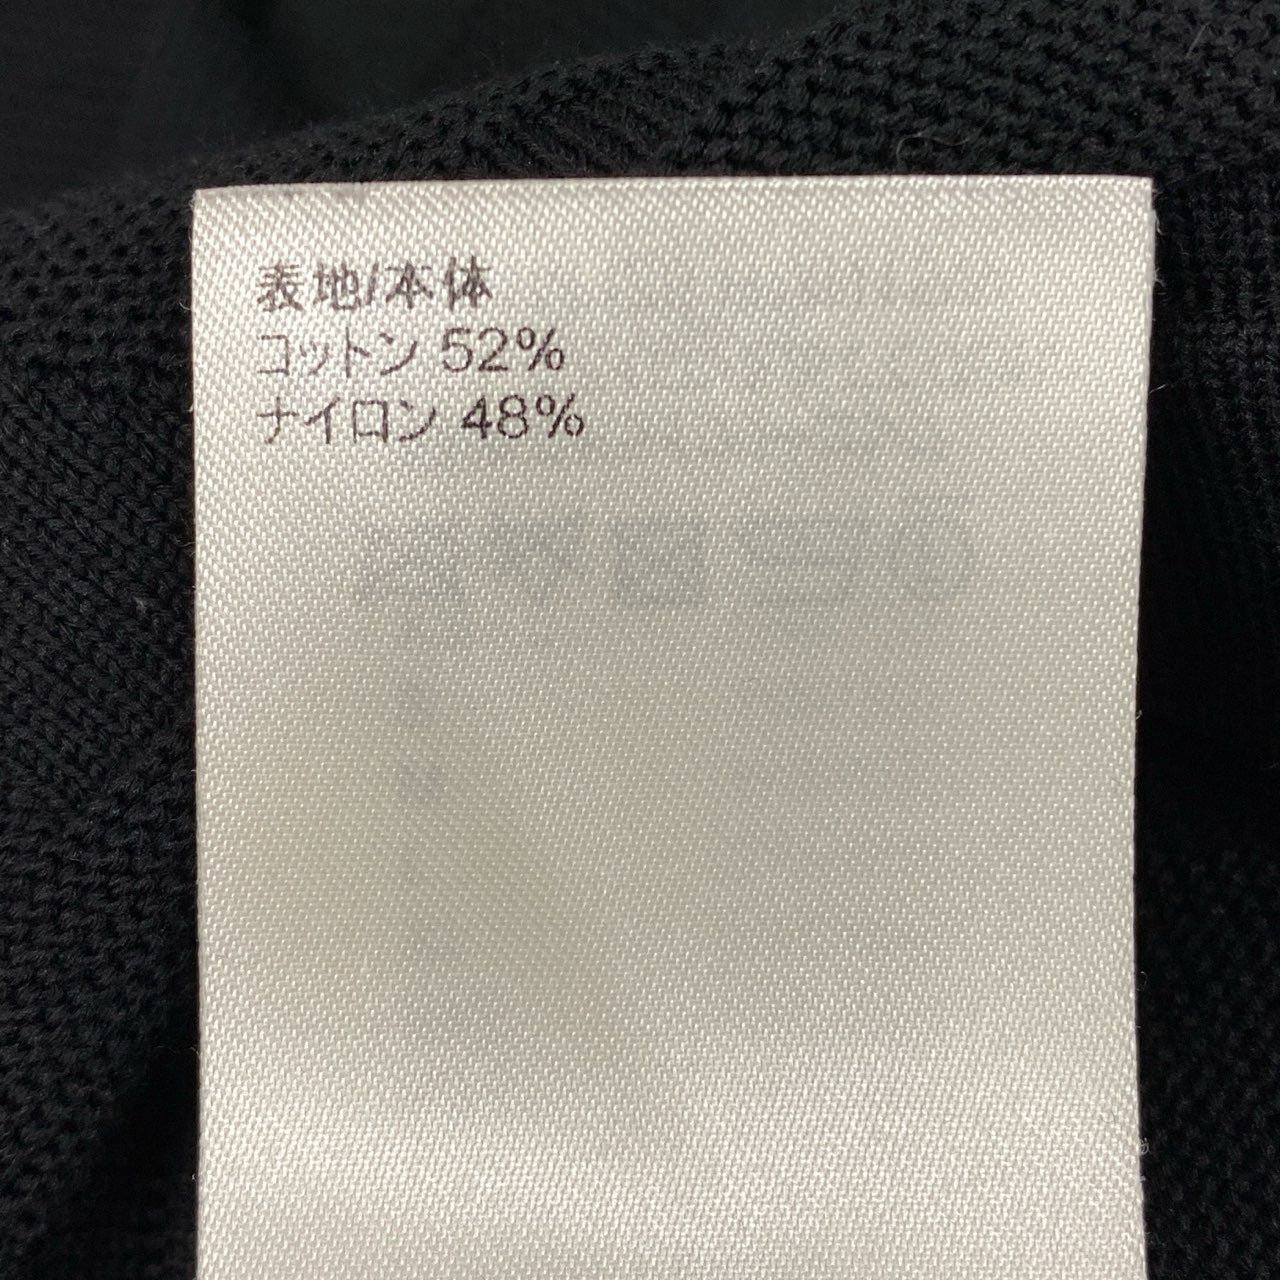 表地/本体
コットン 52%
ナイロン 48%